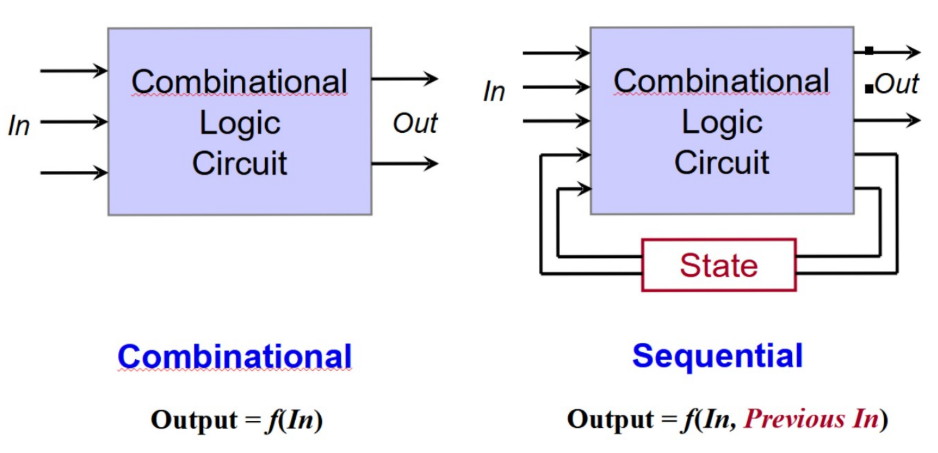 In
Combinational
Logic
Circuit
Out
Combinational
Output = f(In)
In
Combinational
Logic
Circuit
Out
State
Sequential
Output = f(In, Previous In)